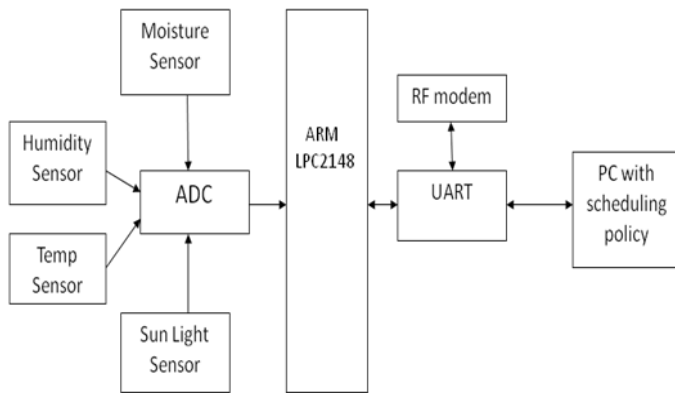 Moisture
Sensor
Humidity
Sensor
Temp
Sensor
Sun Light
Sensor
ADC
ARM
LPC2148
RF modem
UART
PC with
scheduling
policy